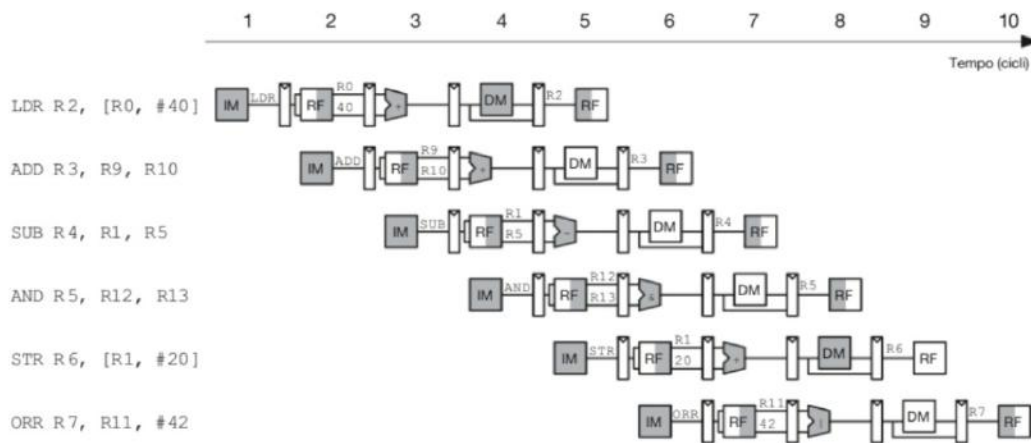 1 2 3 4 5 6 7 8 9 10
Tempo (cicli)
LDR R2, [R0, #40] IM LDR RF R0 40 + DM R2 RF
ADD R3, R9, R10 IM ADD RF R9 R10 + DM R3 RF
SUB R4, R1, R5 IM SUB RF R1 R5 - DM R4 RF
AND R5, R12, R13 IM AND RF R12 R13 & DM R5 RF
STR R6, [R1, #20] IM STR RF R1 20 + DM R6 RF
ORR R7, R11, #42 IM ORR RF R11 42 | DM R7 RF